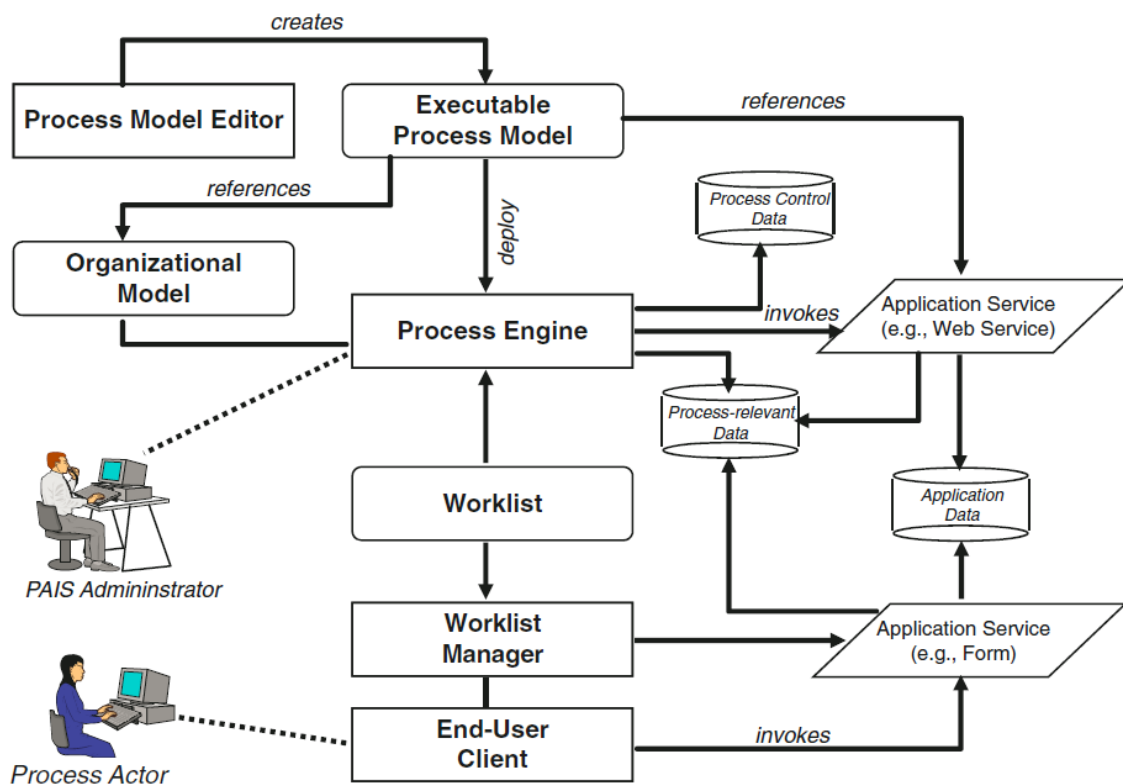 creates
Process Model Editor
Executable
Process Model
references
references
deploy
Process Control
Data
Organizational
Model
Process Engine
invokes
Application Service
(e.g., Web Service)
Process-relevant
Data
Worklist
Application
Data
PAIS Admininstrator
Worklist
Manager
Application Service
(e.g., Form)
End-User
Client
invokes
Process Actor